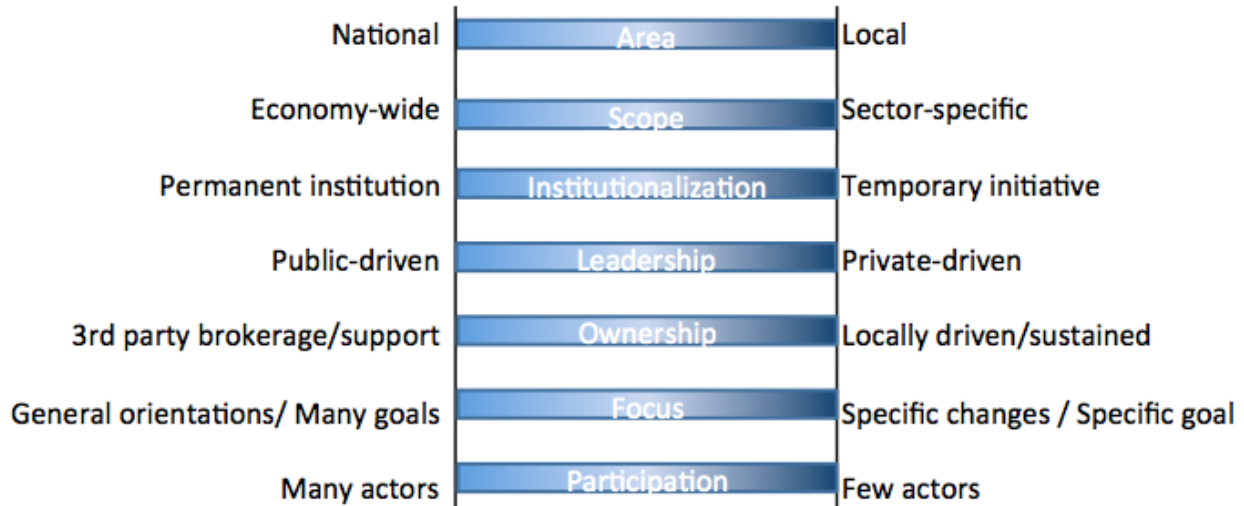 National Area Local
Economy-wide Scope Sector-specific
Permanent institution Institutionalization Temporary initiative
Public-driven Leadership Private-driven
3rd party brokerage/support Ownership Locally driven/sustained
General orientations/ Many goals Focus Specific changes / Specific goal
Many actors Participation Few actors